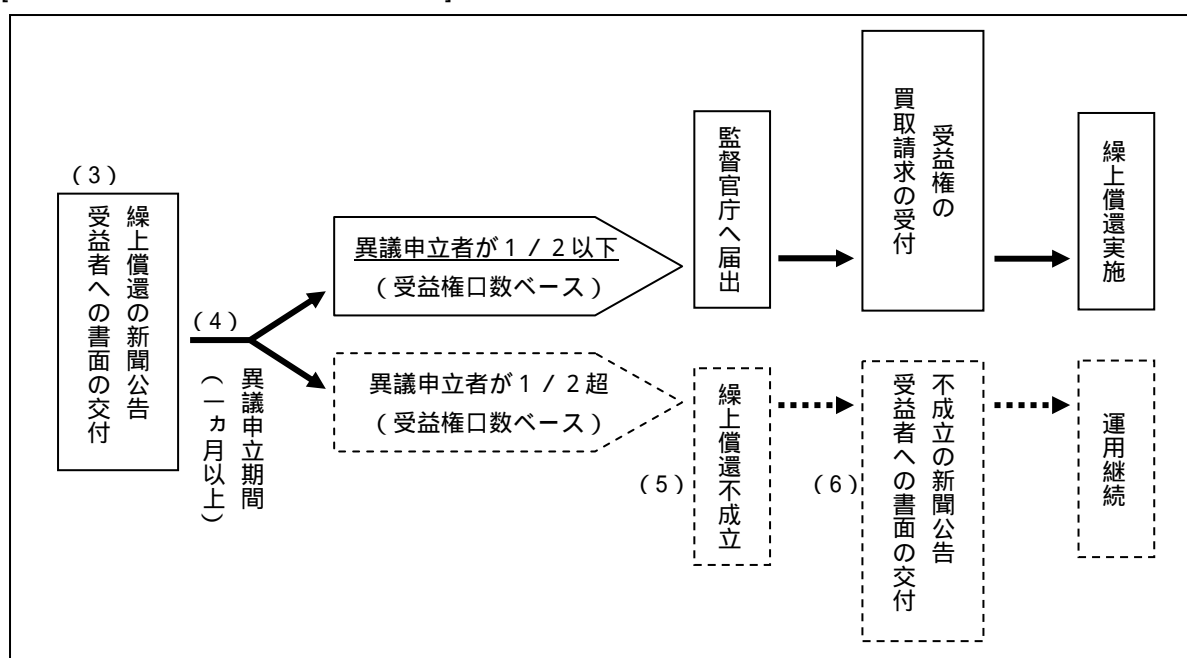 （３）
繰上償還の新聞公告
受益者への書面の交付
（４）
異議申立期間
（一ヵ月以上）
異議申立者が１／２以下
（受益権口数ベース）
監督官庁へ届出
受益権の
買取請求の受付
繰上償還実施
異議申立者が１／２超
（受益権口数ベース）
（５）
繰上償還不成立
（６）
不成立の新聞公告
受益者への書面の交付
運用継続